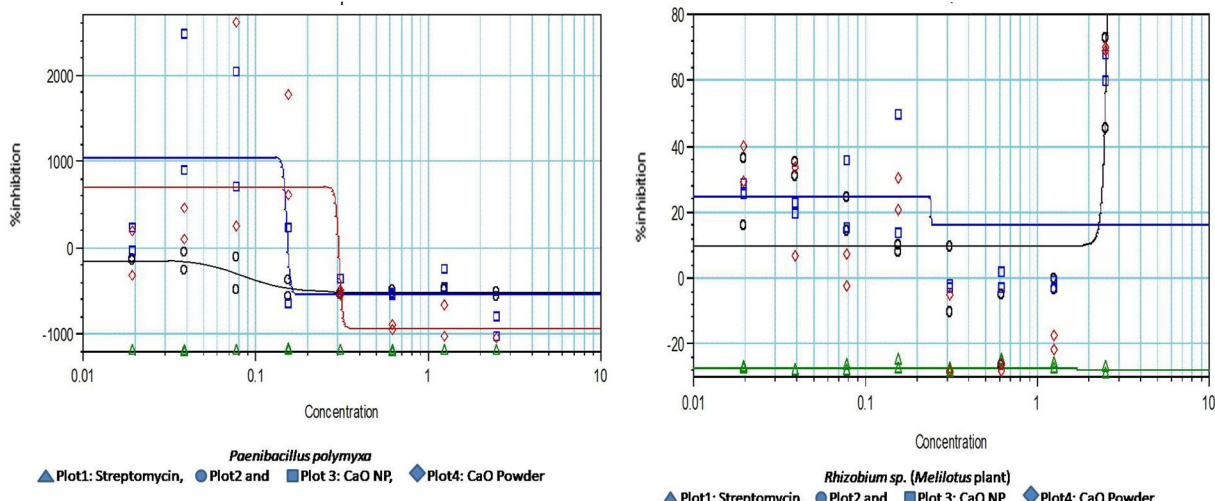 %inhibition
2000
1000
0
-1000
0.01
0.1
1
10
Concentration
Paenibacillus polymyxa
Plot1: Streptomycin, Plot2 and Plot 3: CaO NP, Plot4: CaO Powder
%inhibition
80
60
40
20
0
-20
0.01
0.1
1
10
Concentration
Rhizobium sp. (Melilotus plant)
Plot1: Streptomycin Plot2 and Plot 3: CaO NP Plot4: CaO Powder